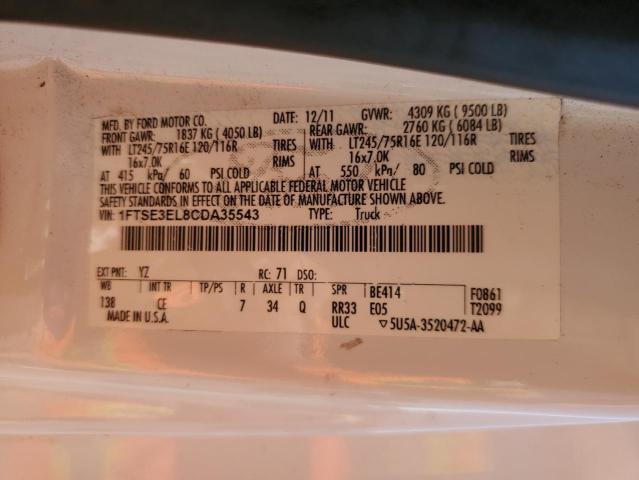 MFD. BY FORD MOTOR CO. DATE: 12/11 GVWR: 4309 KG ( 9500 LB)
FRONT GAWR: 1837 KG ( 4050 LB) REAR GAWR: 2760 KG ( 6084 LB)
WITH LT245/75R16E 120/116R TIRES WITH LT245/75R16E 120/116R TIRES
16x7.0K RIMS 16x7.0K RIMS
AT 415 kPa/ 60 PSI COLD AT 550 kPa/ 80 PSI COLD
THIS VEHICLE CONFORMS TO ALL APPLICABLE FEDERAL MOTOR VEHICLE
SAFETY STANDARDS IN EFFECT ON THE DATE OF MANUFACTURE SHOWN ABOVE.
VIN: 1FTSE3EL8CDA35543 TYPE: Truck
EXT PNT: YZ RC: 71 DSO:
WB INT TR TP/PS R AXLE TR SPR BE414 F0861
138 CE 7 34 Q RR33 E05 T2099
MADE IN U.S.A. ULC ▽5U5A-3520472-AA